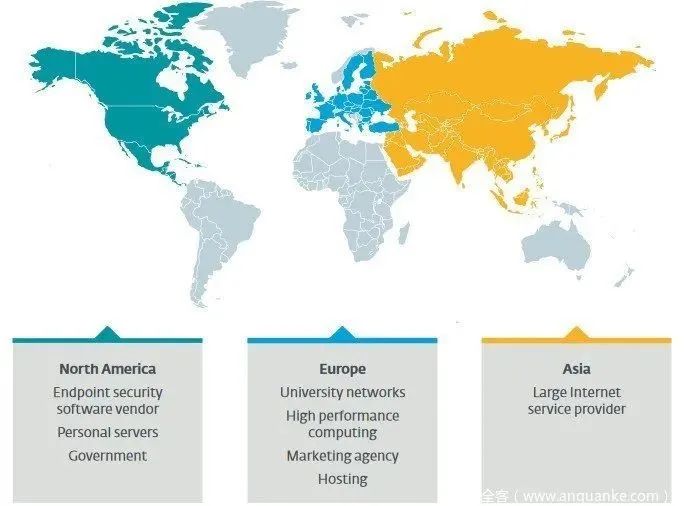 North America
Endpoint security
software vendor
Personal servers
Government
Europe
University networks
High performance
computing
Marketing agency
Hosting
Asia
Large Internet
service provider
全客（www.anquanke.com）